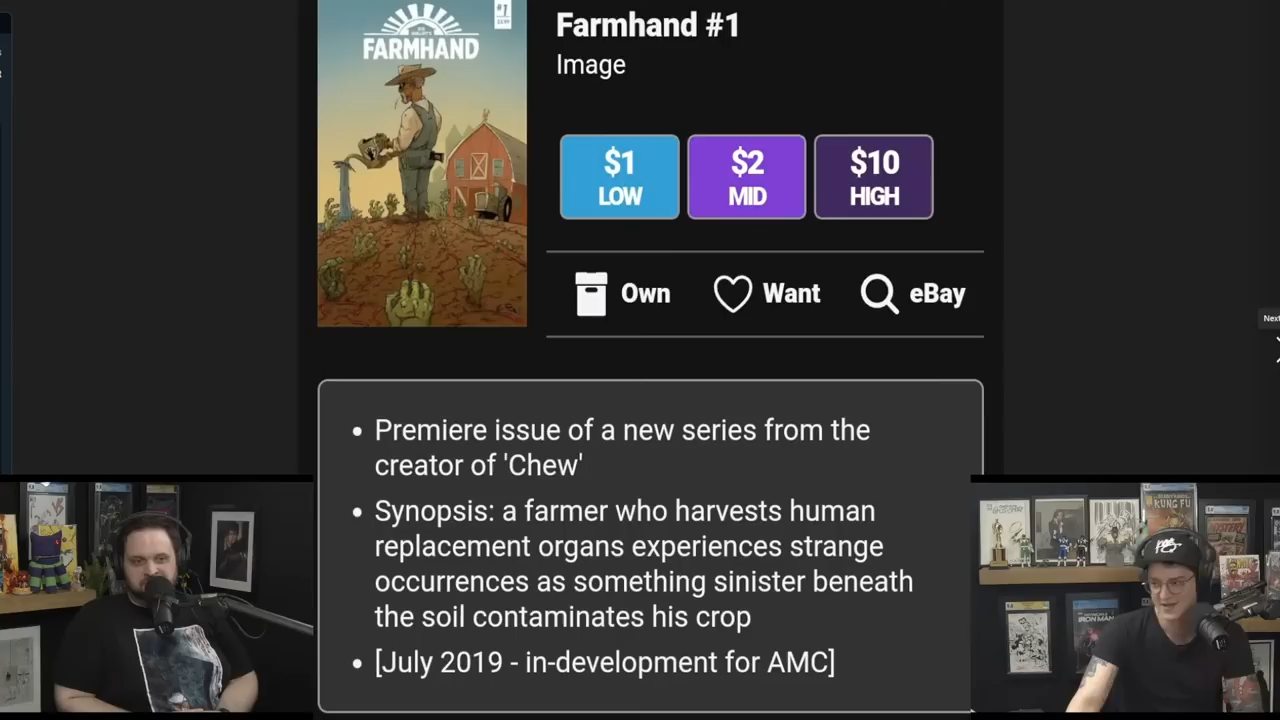 #1
FARMHAND
Farmhand #1
Image
$1
LOW
$2
MID
$10
HIGH
Own
Want
eBay
Next
• Premiere issue of a new series from the
creator of 'Chew'
• Synopsis: a farmer who harvests human
replacement organs experiences strange
occurrences as something sinister beneath
the soil contaminates his crop
• [July 2019 - in-development for AMC]
KUNG FU
IRON MAN